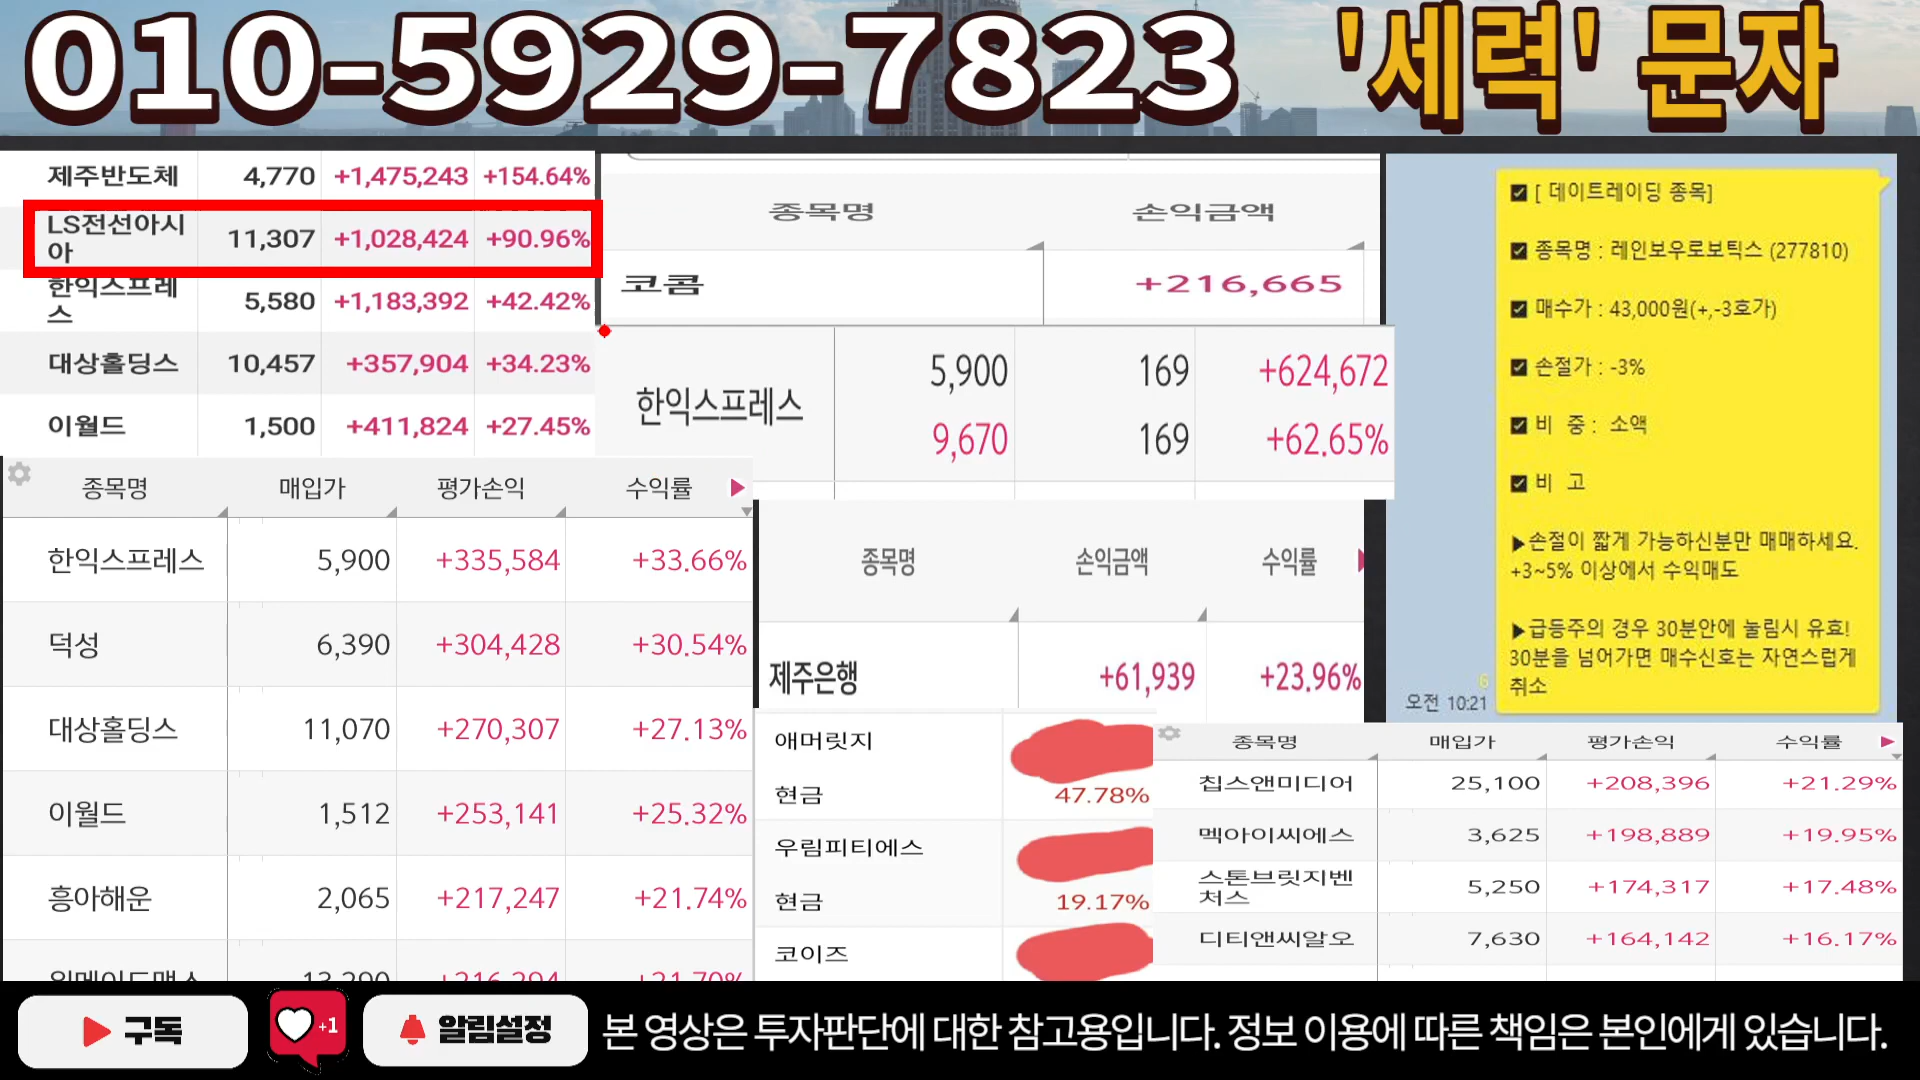 010-5929-7823 '세력' 문자
제주반도체 4,770 +1,475,243 +154.64%
LS전선아시아 11,307 +1,028,424 +90.96%
한익스프레스 5,580 +1,183,392 +42.42%
대상홀딩스 10,457 +357,904 +34.23%
이월드 1,500 +411,824 +27.45%
종목명 손익금액
코콤 +216,665
한익스프레스 5,900 169 +624,672
9,670 169 +62.65%
✓ [ 데이트레이딩 종목]
✓ 종목명 : 레인보우로보틱스 (277810)
✓ 매수가 : 43,000원(+,-3호가)
✓ 손절가 : -3%
✓ 비 중 : 소액
✓ 비 고
▶손절이 짧게 가능하신분만 매매하세요.
+3~5% 이상에서 수익매도
▶급등주의 경우 30분안에 눌림시 유효!
30분을 넘어가면 매수신호는 자연스럽게
취소
6
오전 10:21
종목명 매입가 평가손익 수익률
한익스프레스 5,900 +335,584 +33.66%
덕성 6,390 +304,428 +30.54%
대상홀딩스 11,070 +270,307 +27.13%
이월드 1,512 +253,141 +25.32%
흥아해운 2,065 +217,247 +21.74%
종목명 손익금액 수익률
제주은행 +61,939 +23.96%
애머릿지
현금 47.78%
우림피티에스
현금 19.17%
코이즈
종목명 매입가 평가손익 수익률
칩스앤미디어 25,100 +208,396 +21.29%
멕아이씨에스 3,625 +198,889 +19.95%
스톤브릿지벤처스 5,250 +174,317 +17.48%
디티앤씨알오 7,630 +164,142 +16.17%
구독 +1 알림설정 본 영상은 투자판단에 대한 참고용입니다. 정보 이용에 따른 책임은 본인에게 있습니다.